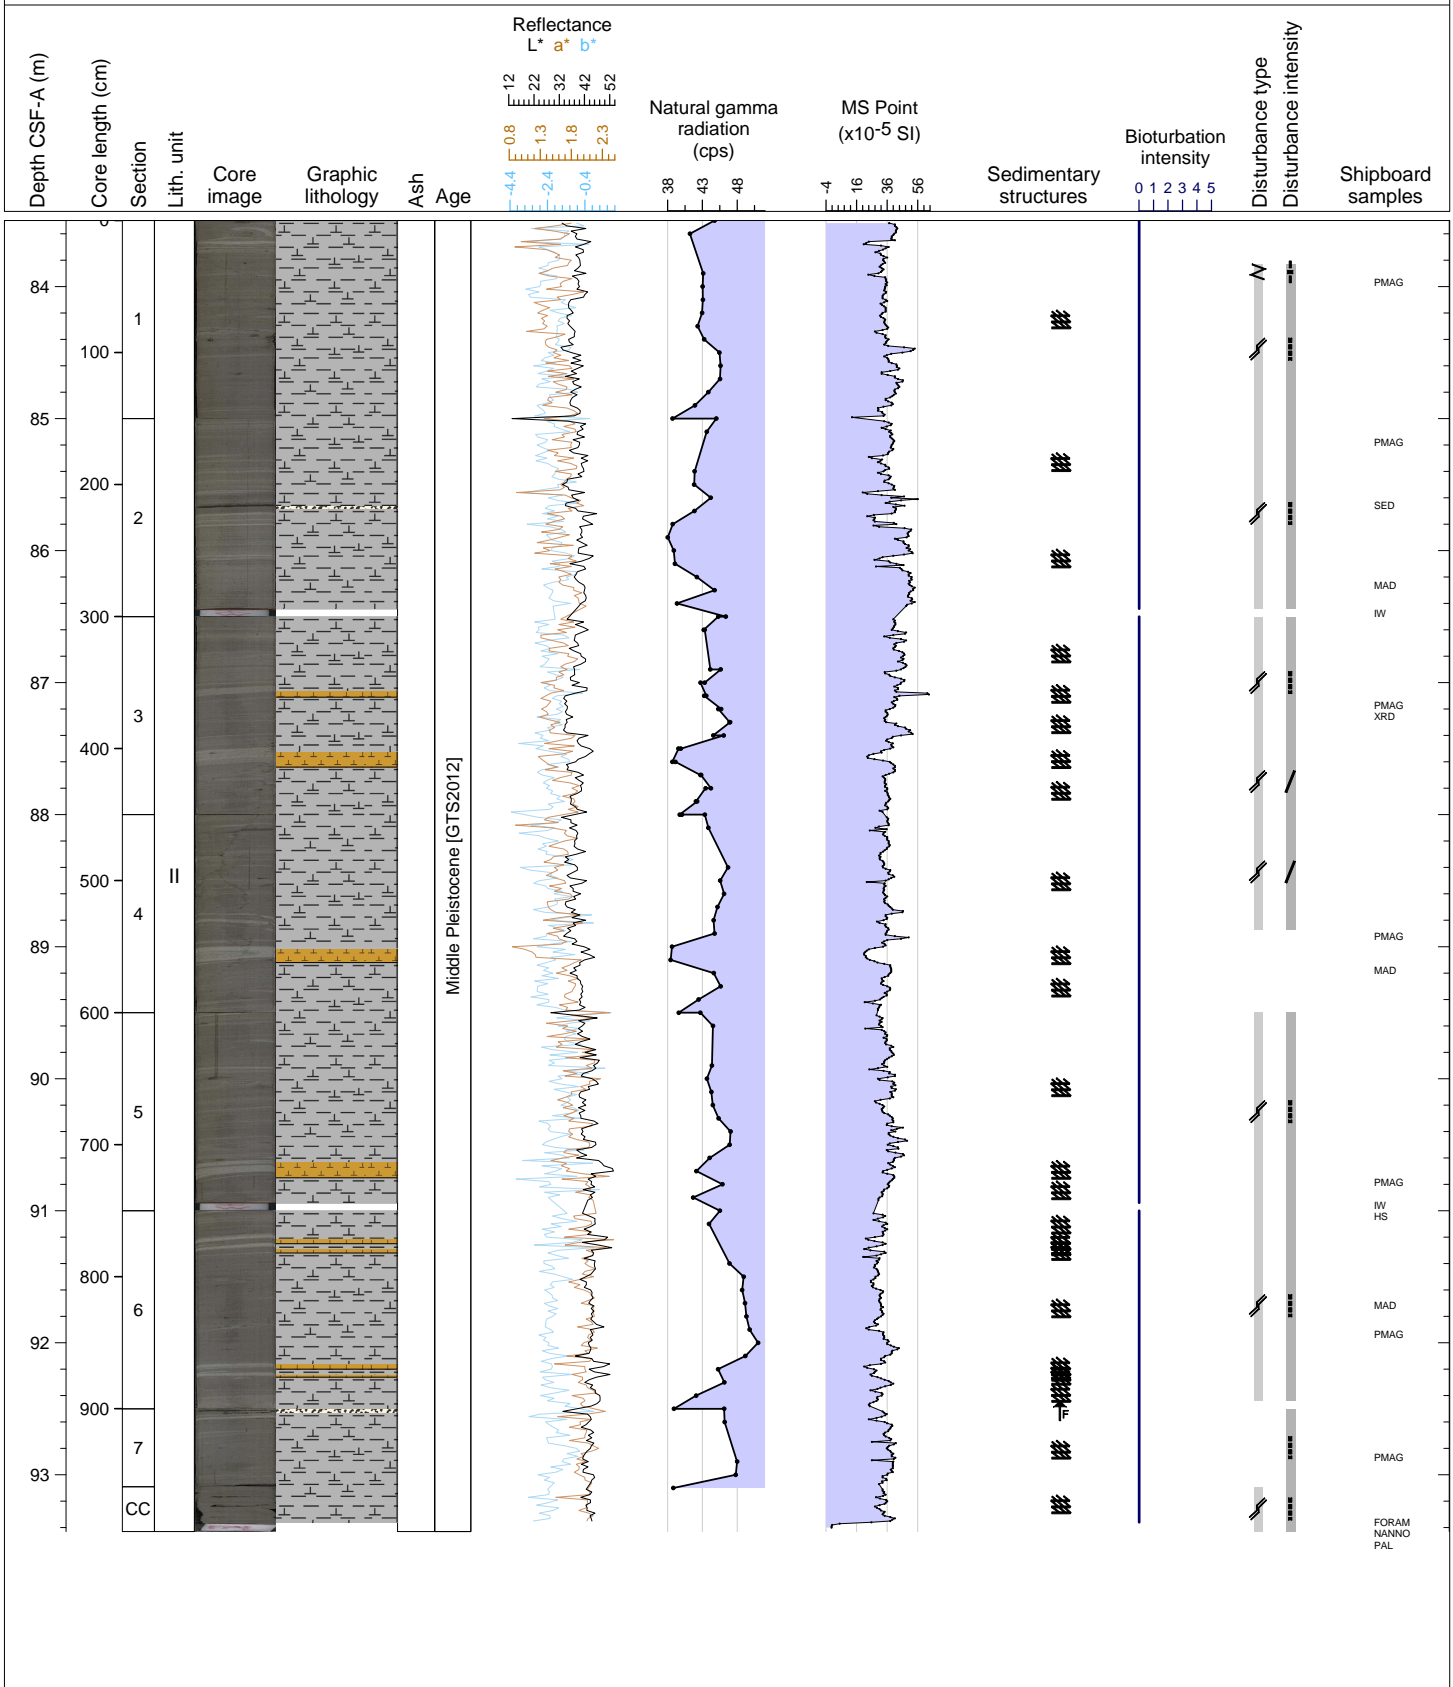 Depth CSF-A (m)
Core length (cm)
Section
Lith. unit
Core
image
Graphic
lithology
Ash
Age
Reflectance
L* a* b*
12 22 32 42 52
0.8 1.3 1.8 2.3
-4.4 -2.4 -0.4
Natural gamma
radiation
(cps)
38 43 48
MS Point
(x10-5 SI)
-4 16 36 56
Sedimentary
structures
Bioturbation
intensity
0 1 2 3 4 5
Disturbance type
Disturbance intensity
Shipboard
samples
0
84
PMAG
1
100
85
PMAG
200
SED
2
86
MAD
300
IW
87
PMAG
3
XRD
400
88
II
500
4
PMAG
89
MAD
Middle Pleistocene [GTS2012]
600
90
5
700
PMAG
91
IW
HS
800
6
MAD
92
PMAG
900
F
7
PMAG
93
CC
FORAM
NANNO
PAL